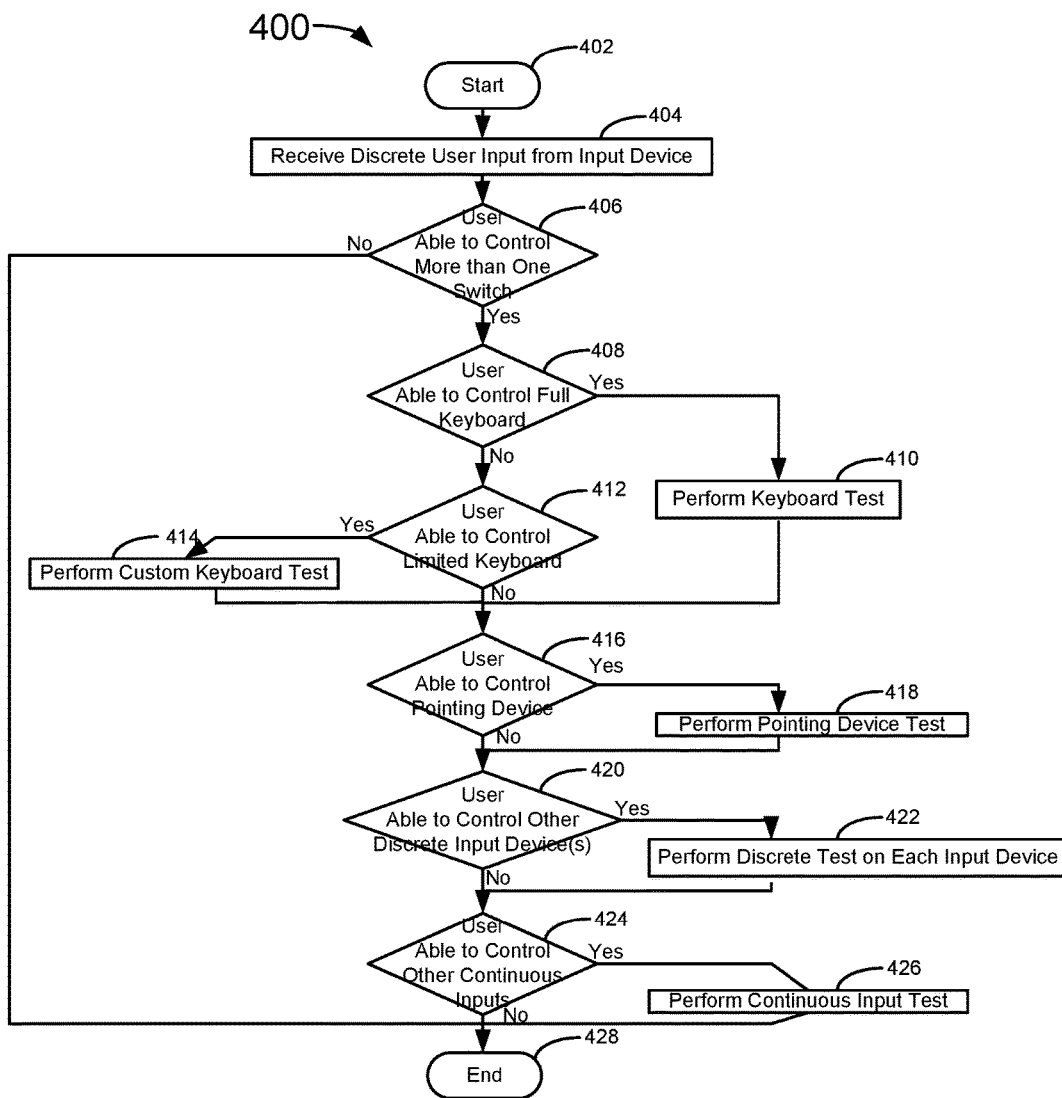 400
402
Start
404
Receive Discrete User Input from Input Device
406
User
Able to Control
More than One
Switch
No
Yes
408
User
Able to Control Full
Keyboard
Yes
No
410
Perform Keyboard Test
412
User
Able to Control
Limited Keyboard
Yes
414
Perform Custom Keyboard Test
No
416
User
Able to Control
Pointing Device
Yes
418
Perform Pointing Device Test
No
420
User
Able to Control Other
Discrete Input Device(s)
Yes
422
Perform Discrete Test on Each Input Device
No
424
User
Able to Control
Other Continuous
Inputs
Yes
426
Perform Continuous Input Test
No
428
End